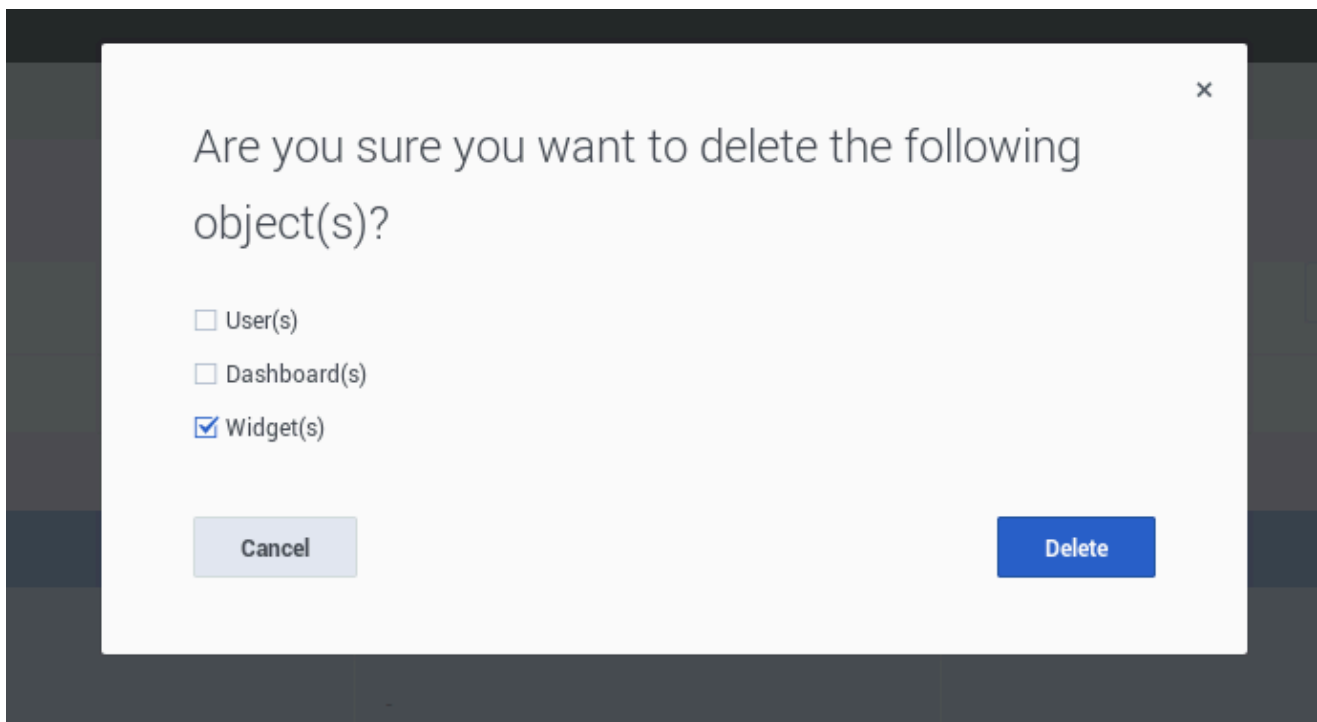 ×
Are you sure you want to delete the following
object(s)?
User(s)
Dashboard(s)
Widget(s)
Cancel
Delete